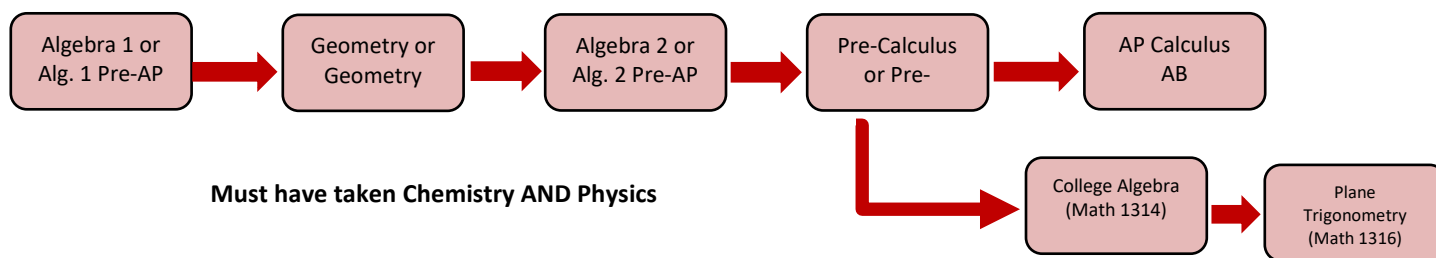 Algebra 1 or
Alg. 1 Pre-AP
Geometry or
Geometry
Algebra 2 or
Alg. 2 Pre-AP
Pre-Calculus
or Pre-
AP Calculus
AB
Must have taken Chemistry AND Physics
College Algebra
(Math 1314)
Plane
Trigonometry
(Math 1316)